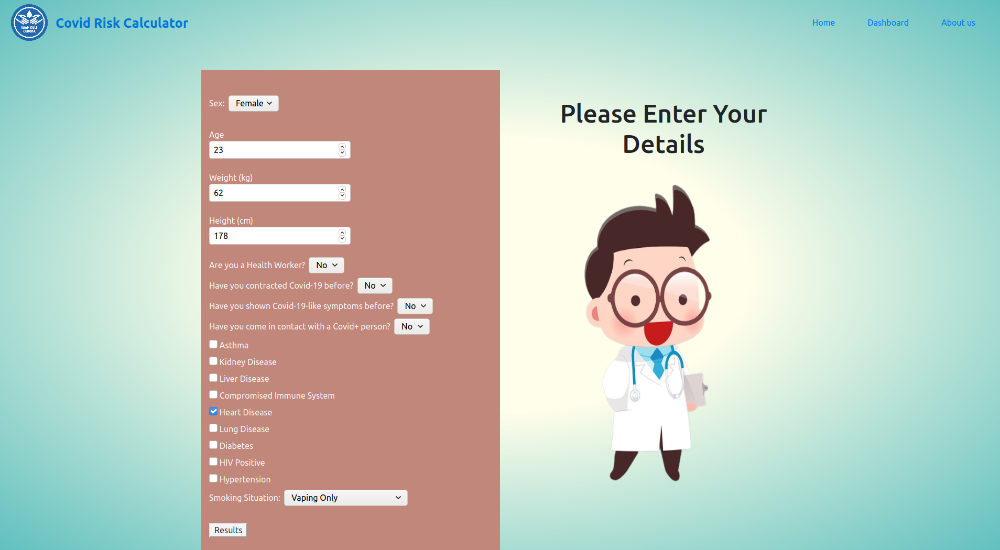 SOAP KILLS
CORONA
Covid Risk Calculator
Home
Dashboard
About us
Sex: Female
Age
23
Weight (kg)
62
Height (cm)
178
Are you a Health Worker? No
Have you contracted Covid-19 before? No
Have you shown Covid-19-like symptoms before? No
Have you come in contact with a Covid+ person? No
Asthma
Kidney Disease
Liver Disease
Compromised Immune System
Heart Disease
Lung Disease
Diabetes
HIV Positive
Hypertension
Smoking Situation: Vaping Only
Results
Please Enter Your
Details